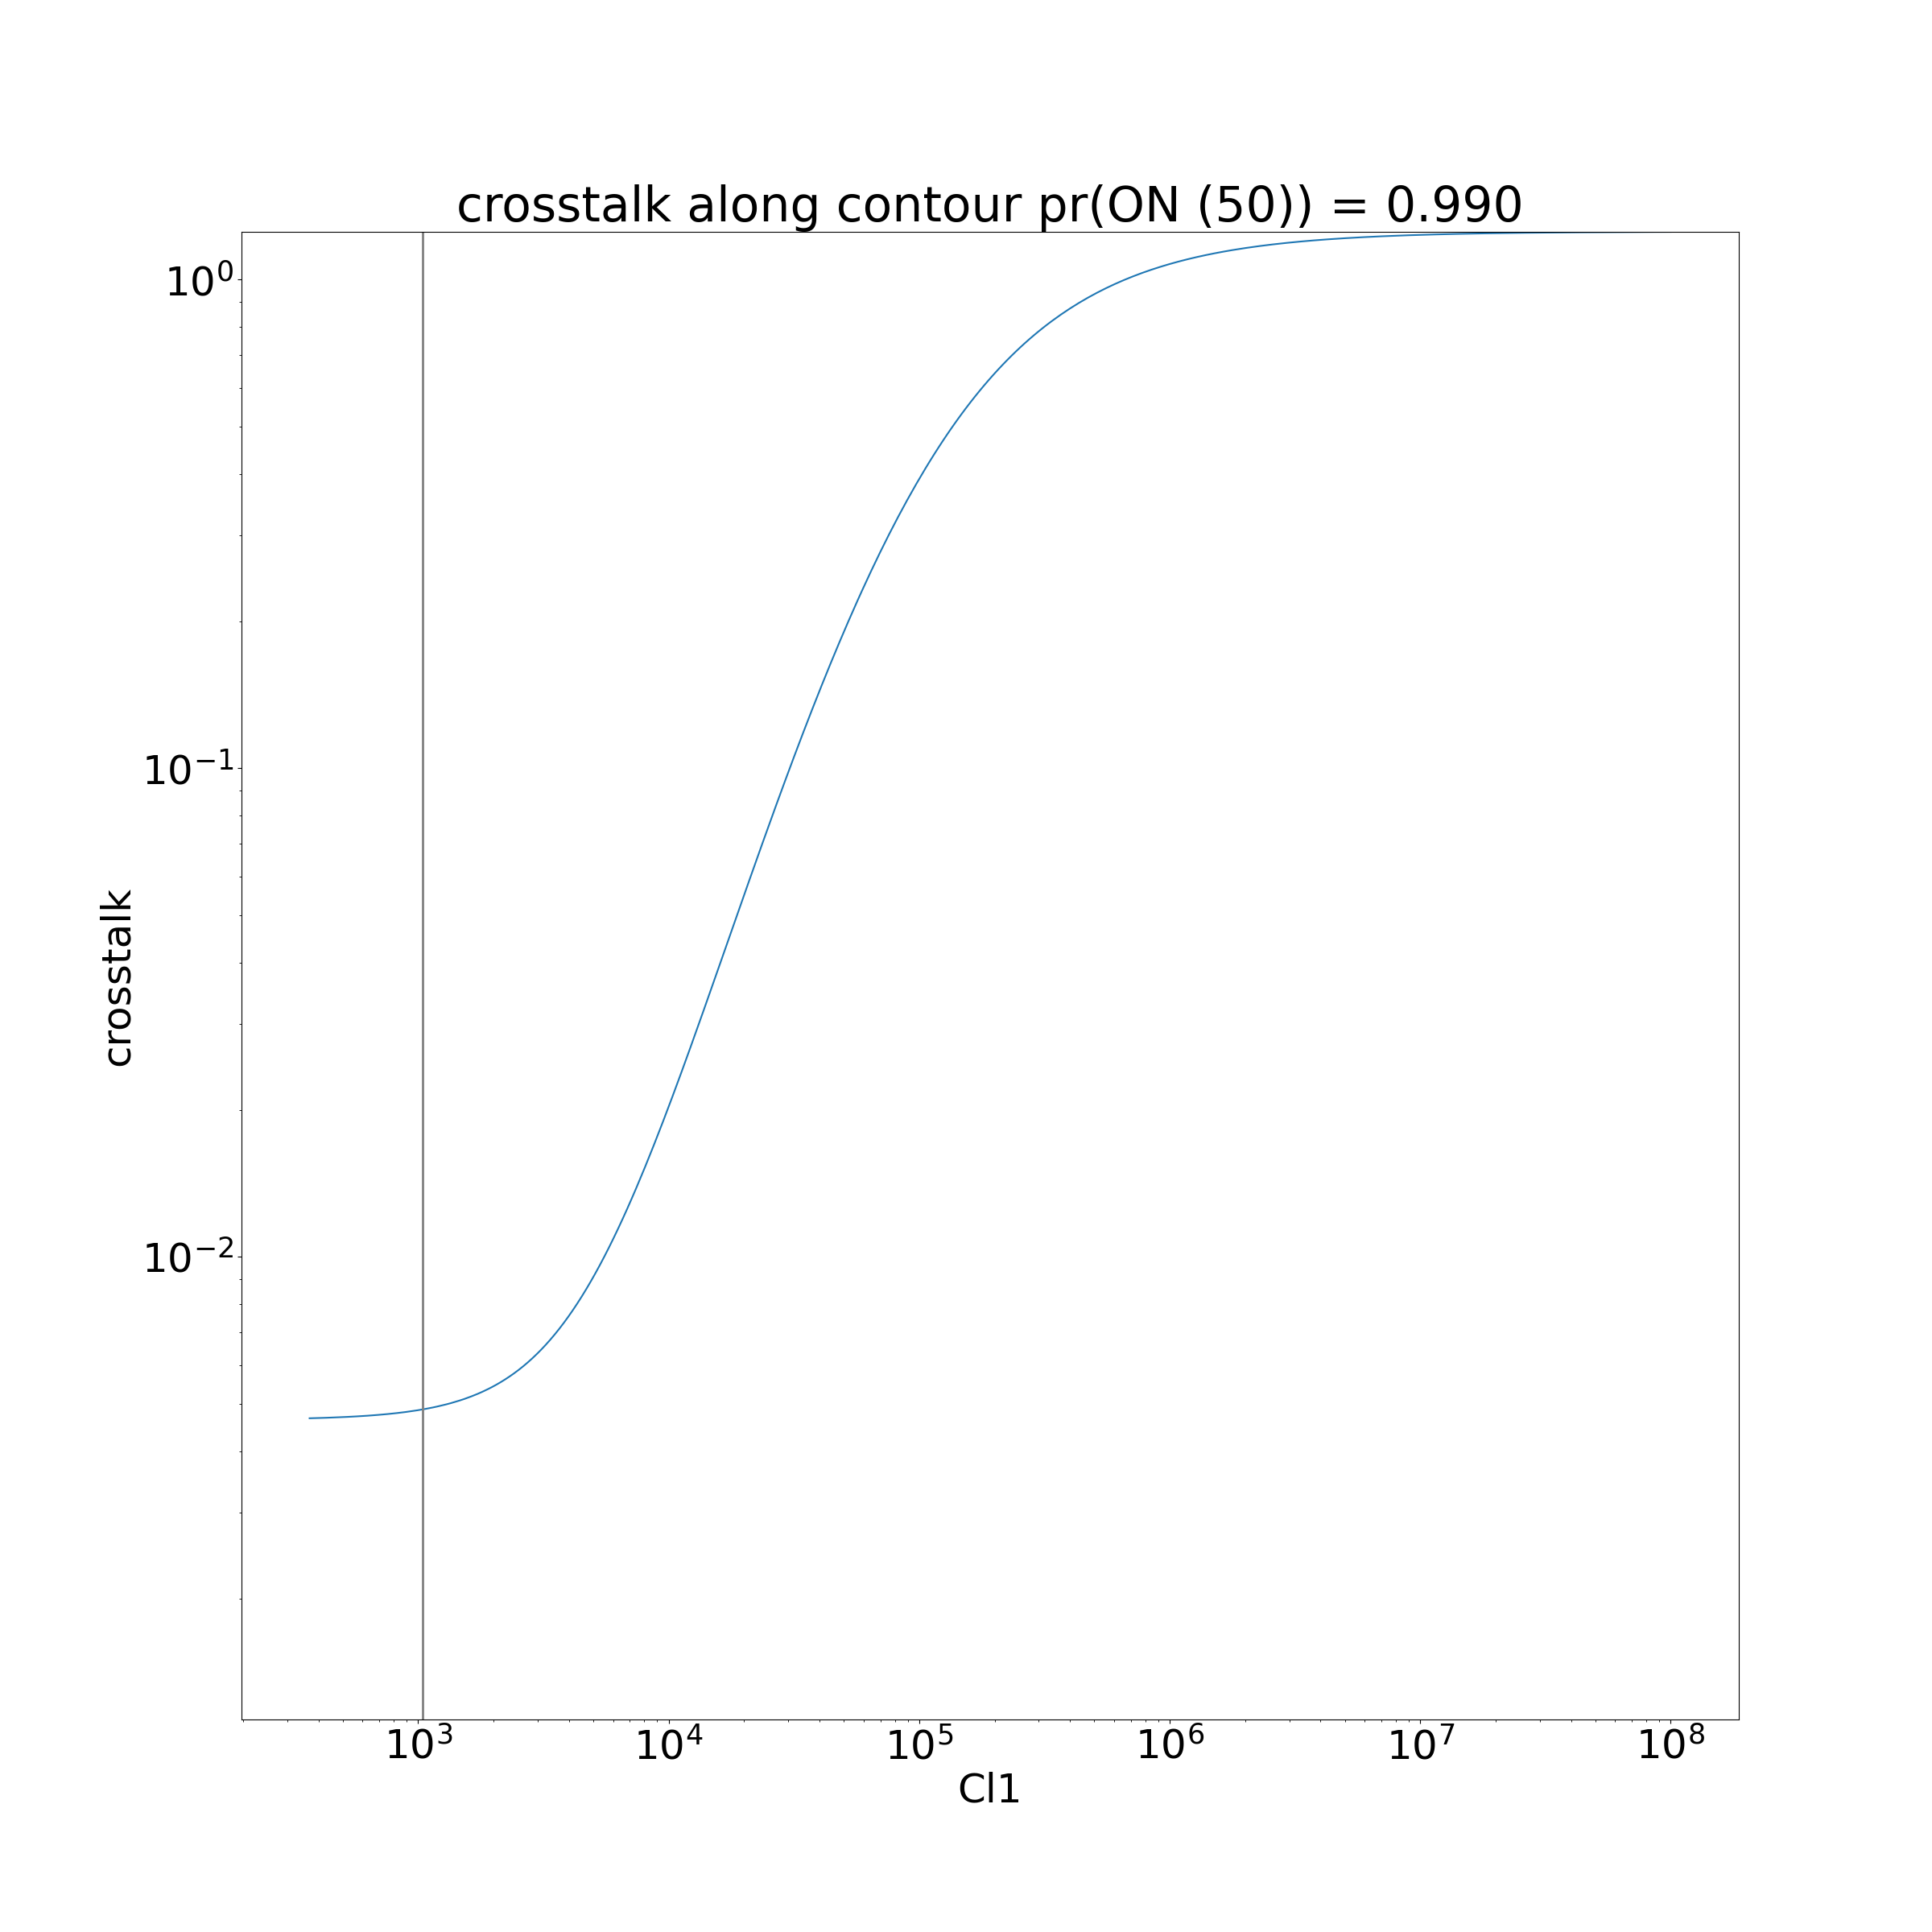 crosstalk along contour pr(ON (50)) = 0.990
10⁰
10⁻¹
10⁻²
crosstalk
10³ 10⁴ 10⁵ 10⁶ 10⁷ 10⁸
Cl1